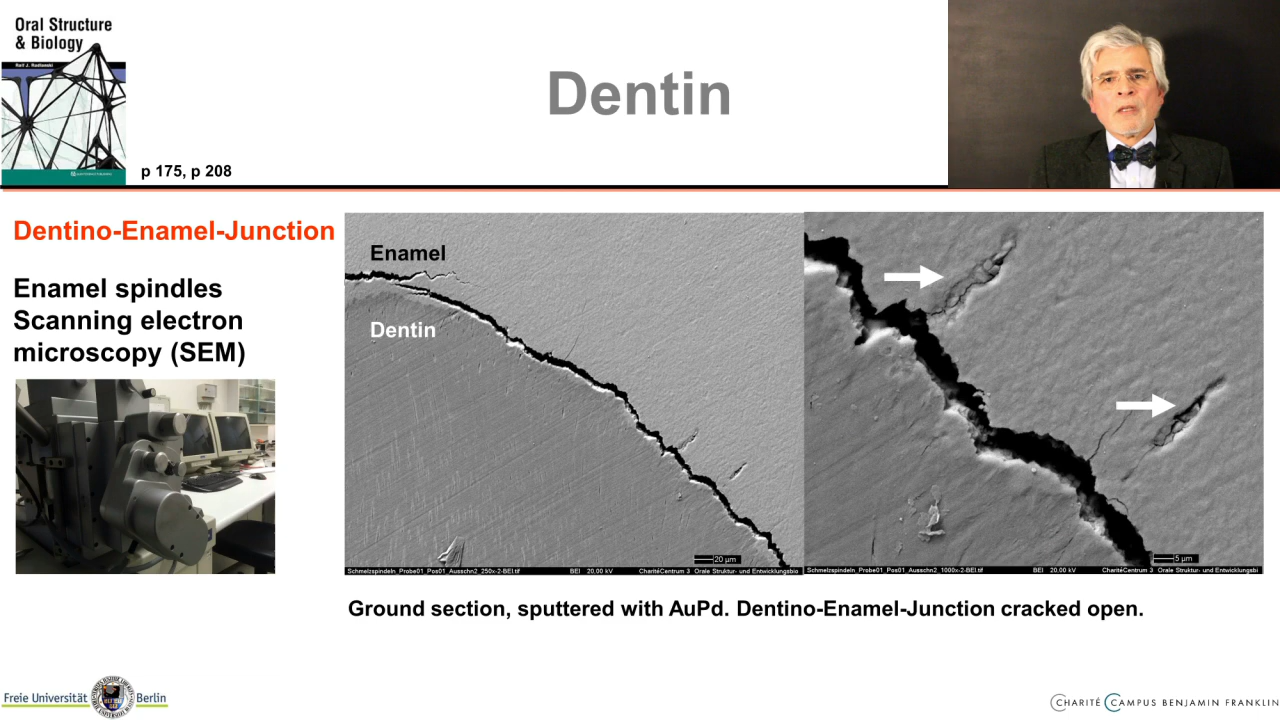 Oral Structure
& Biology
Ralf J. Radlanski
p 175, p 208
Dentin
Dentino-Enamel-Junction
Enamel spindles
Scanning electron
microscopy (SEM)
Enamel
Dentin
20 µm
Schmelzspindeln_Probe01_Pos01_Ausschn2_250x-2-BEI.tif BEI 20,00 kV CharitéCentrum 3 Orale Struktur- und Entwicklungsbio
5 µm
Schmelzspindeln_Probe01_Pos01_Ausschn2_1000x-2-BEI.tif BEI 20,00 kV CharitéCentrum 3 Orale Struktur- und Entwicklungsbi
Ground section, sputtered with AuPd. Dentino-Enamel-Junction cracked open.
Freie Universität Berlin
CHARITÉ CAMPUS BENJAMIN FRANKLIN